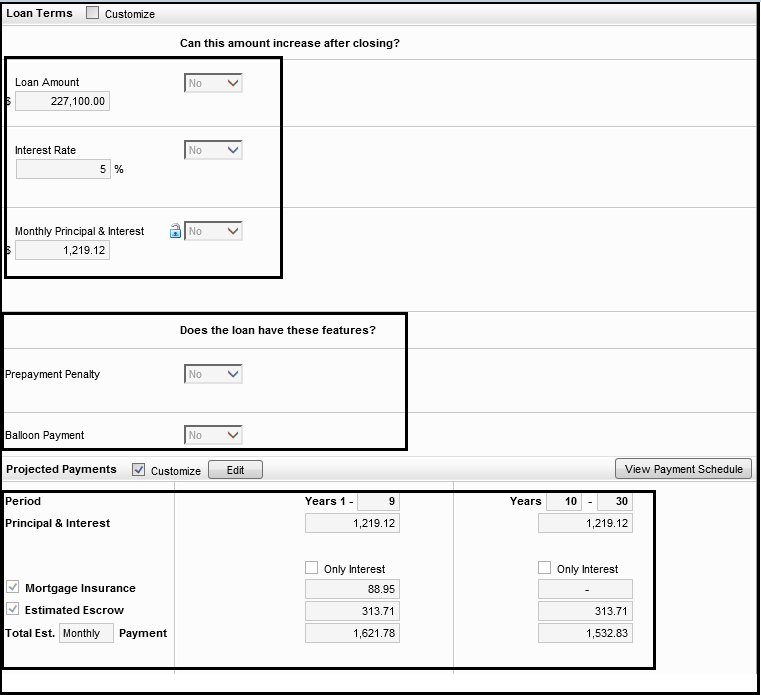 Loan Terms Customize
Can this amount increase after closing?
Loan Amount No
$ 227,100.00
Interest Rate No
5 %
Monthly Principal & Interest No
$ 1,219.12
Does the loan have these features?
Prepayment Penalty No
Balloon Payment No
Projected Payments Customize Edit View Payment Schedule
Period Years 1 - 9 Years 10 - 30
Principal & Interest 1,219.12 1,219.12
Only Interest Only Interest
Mortgage Insurance 88.95 -
Estimated Escrow 313.71 313.71
Total Est. Monthly Payment 1,621.78 1,532.83